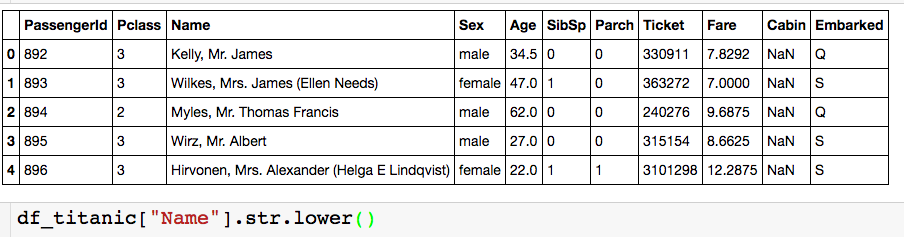 PassengerId Pclass Name Sex Age SibSp Parch Ticket Fare Cabin Embarked
0 892 3 Kelly, Mr. James male 34.5 0 0 330911 7.8292 NaN Q
1 893 3 Wilkes, Mrs. James (Ellen Needs) female 47.0 1 0 363272 7.0000 NaN S
2 894 2 Myles, Mr. Thomas Francis male 62.0 0 0 240276 9.6875 NaN Q
3 895 3 Wirz, Mr. Albert male 27.0 0 0 315154 8.6625 NaN S
4 896 3 Hirvonen, Mrs. Alexander (Helga E Lindqvist) female 22.0 1 1 3101298 12.2875 NaN S
df_titanic["Name"].str.lower()